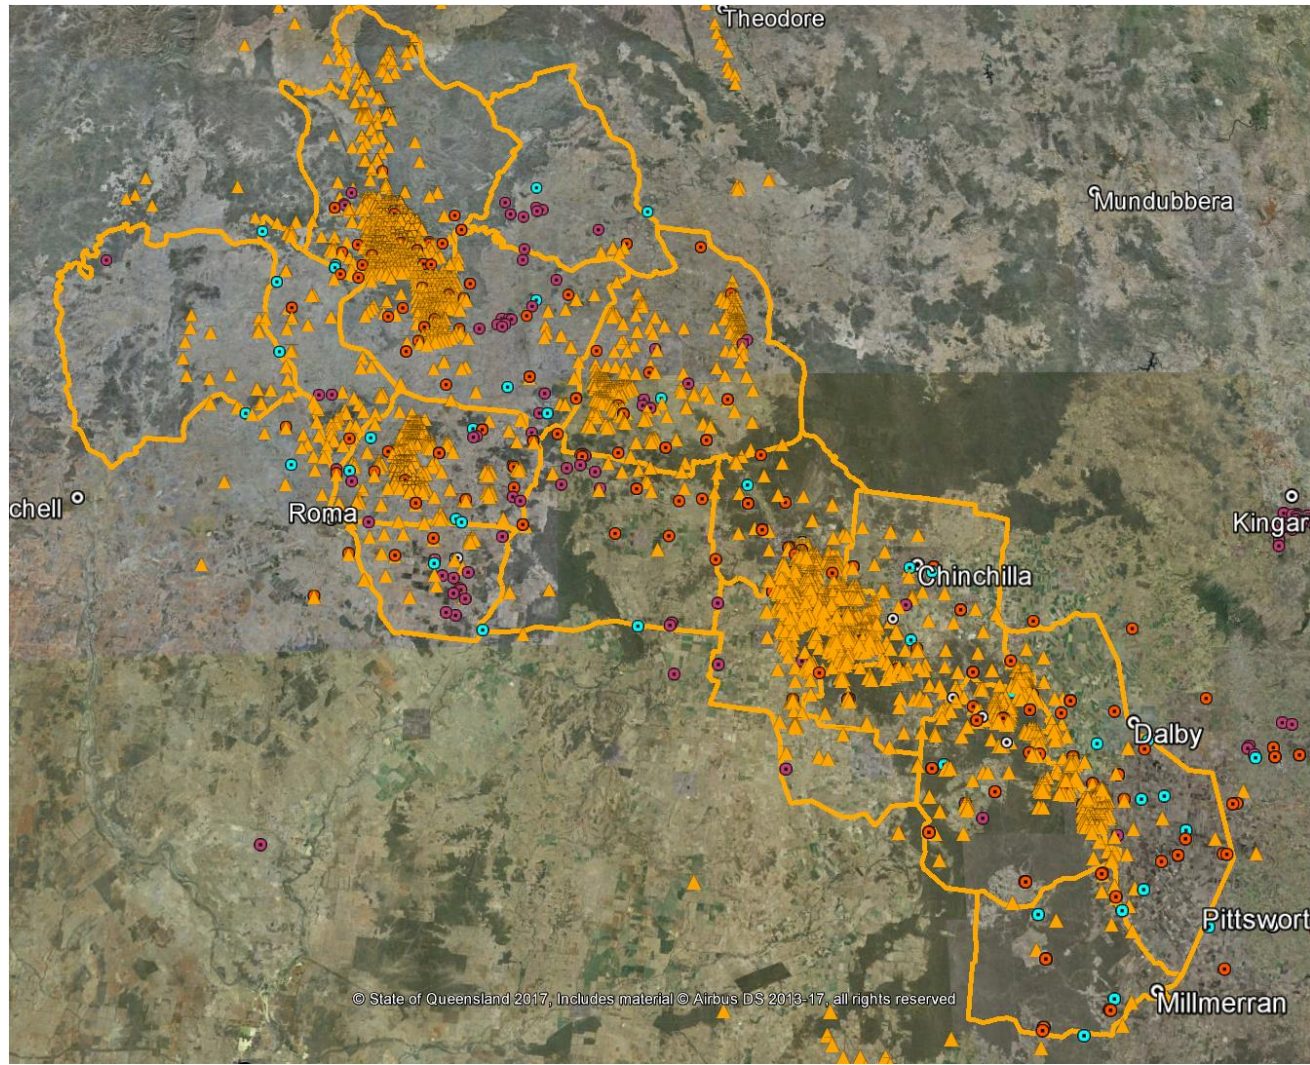 Theodore
Mundubbera
chell
Roma
Kingar
Chinchilla
Dalby
Pittswort
© State of Queensland 2017, Includes material © Airbus DS 2013-17, all rights reserved
Millmerran